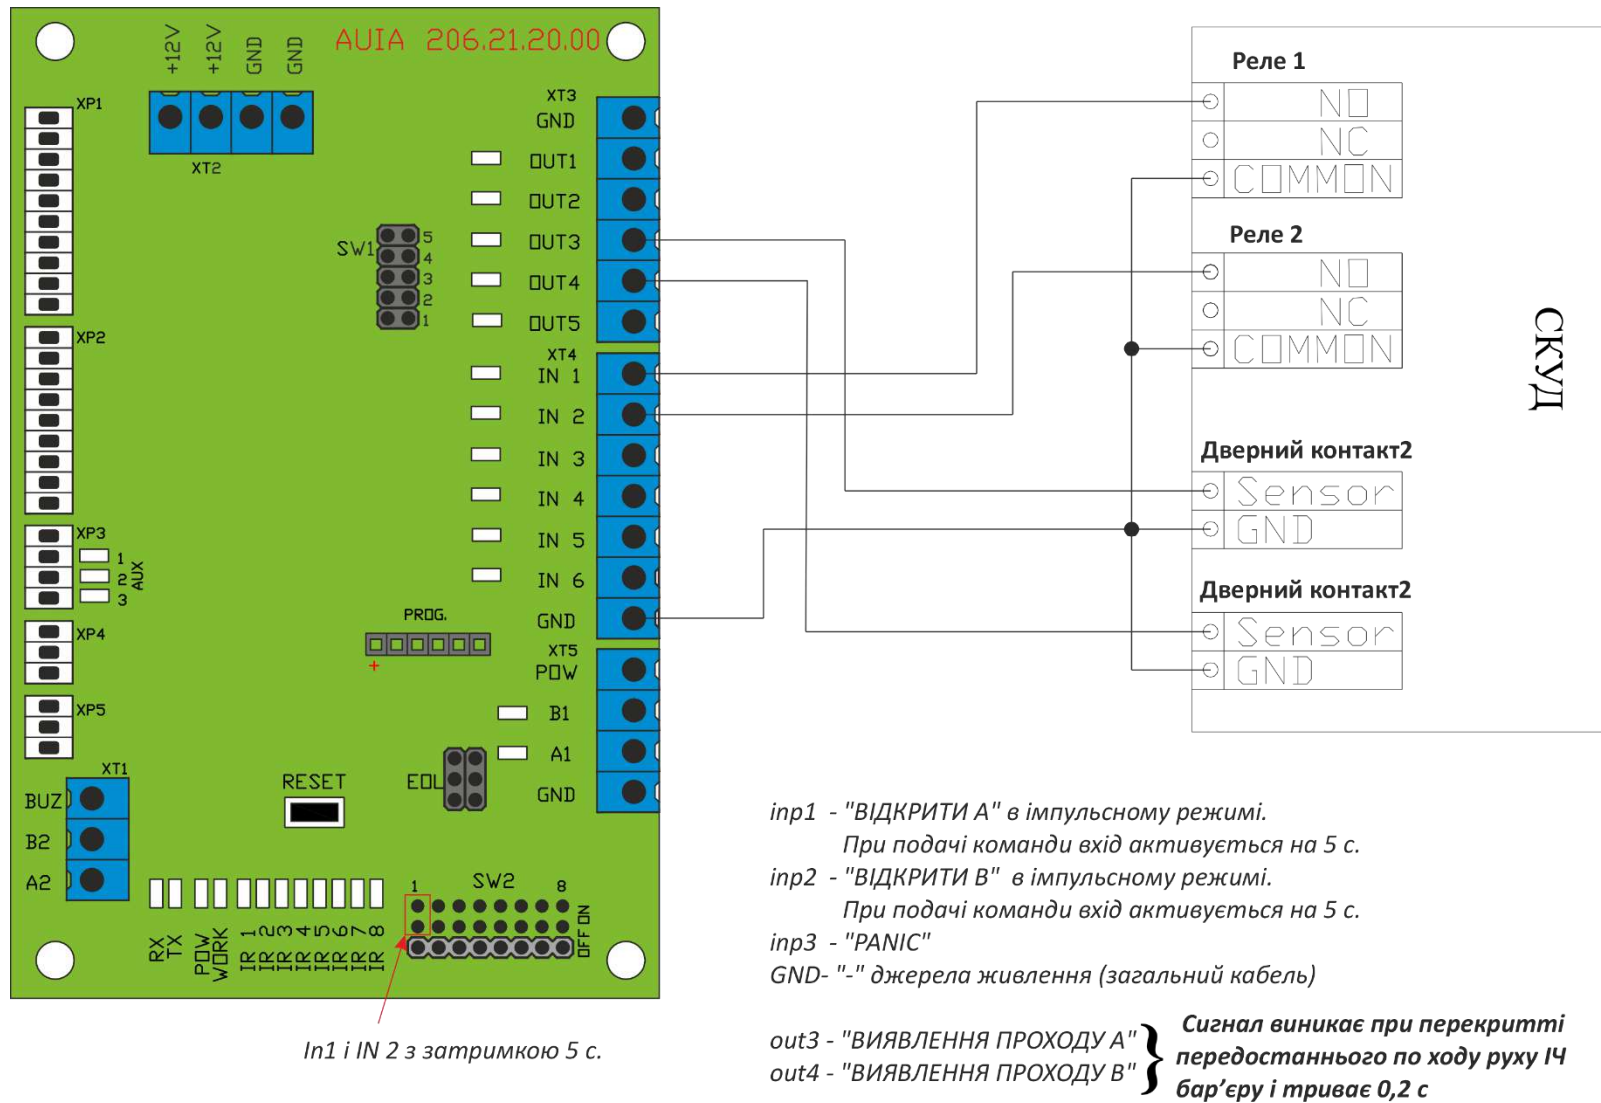 AUIA 206.21.20.00
+12V
+12V
GND
GND
XT2
XP1
XP2
XP3
1
2
3
AUX
XP4
XP5
XT1
BUZ
B2
A2
SW1
5
4
3
2
1
XT3
GND
OUT1
OUT2
OUT3
OUT4
OUT5
XT4
IN 1
IN 2
IN 3
IN 4
IN 5
IN 6
GND
XT5
POW
B1
A1
GND
PROG.
+
EOL
RESET
RX
TX
POW
WORK
IR 1
IR 2
IR 3
IR 4
IR 5
IR 6
IR 7
IR 8
1
SW2
8
OFF ON
In1 і IN 2 з затримкою 5 с.
Реле 1
NO
NC
COMMON
Реле 2
NO
NC
COMMON
СКУД
Дверний контакт2
Sensor
GND
Дверний контакт2
Sensor
GND
inp1 - "ВІДКРИТИ А" в імпульсному режимі.
При подачі команди вхід активується на 5 с.
inp2 - "ВІДКРИТИ В" в імпульсному режимі.
При подачі команди вхід активується на 5 с.
inp3 - "PANIC"
GND- "-" джерела живлення (загальний кабель)
out3 - "ВИЯВЛЕННЯ ПРОХОДУ А"
out4 - "ВИЯВЛЕННЯ ПРОХОДУ В"
}
Сигнал виникає при перекритті
передостаннього по ходу руху ІЧ
бар’єру і триває 0,2 с